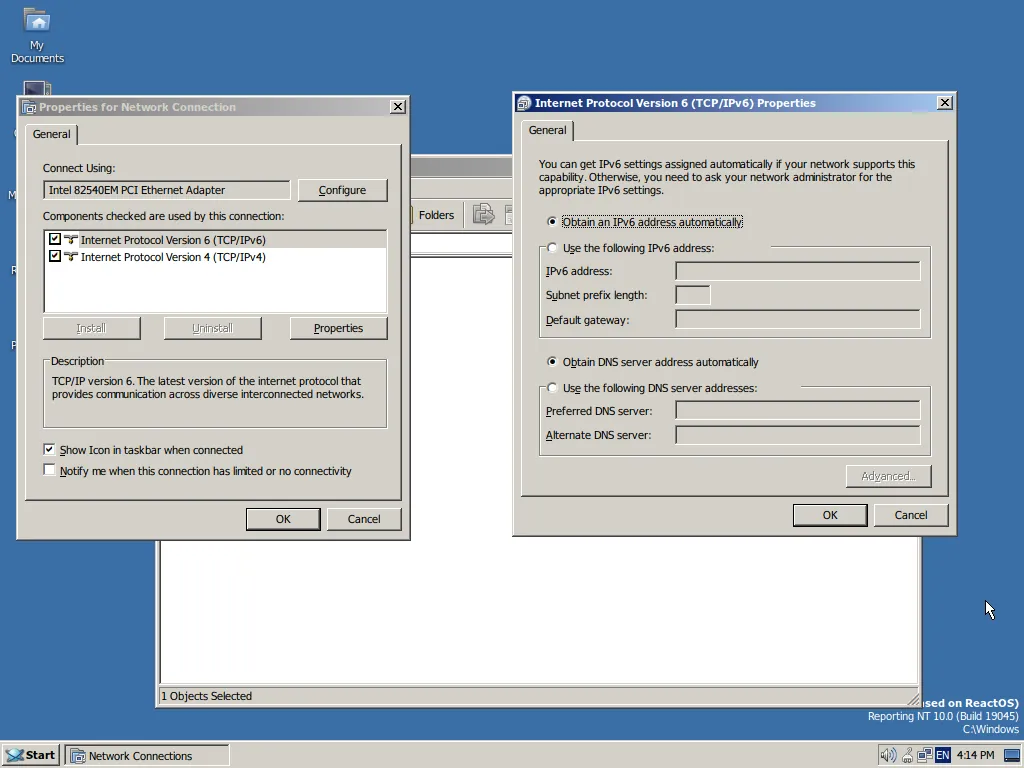 My
Documents
Properties for Network Connection
General
Connect Using:
Intel 82540EM PCI Ethernet Adapter
Configure
Components checked are used by this connection:
Internet Protocol Version 6 (TCP/IPv6)
Internet Protocol Version 4 (TCP/IPv4)
Install
Uninstall
Properties
Description
TCP/IP version 6. The latest version of the internet protocol that
provides communication across diverse interconnected networks.
Show Icon in taskbar when connected
Notify me when this connection has limited or no connectivity
OK
Cancel
Folders
Internet Protocol Version 6 (TCP/IPv6) Properties
General
You can get IPv6 settings assigned automatically if your network supports this
capability. Otherwise, you need to ask your network administrator for the
appropriate IPv6 settings.
Obtain an IPv6 address automatically
Use the following IPv6 address:
IPv6 address:
Subnet prefix length:
Default gateway:
Obtain DNS server address automatically
Use the following DNS server addresses:
Preferred DNS server:
Alternate DNS server:
Advanced...
OK
Cancel
1 Objects Selected
sed on ReactOS)
Reporting NT 10.0 (Build 19045)
C:\Windows
Start
Network Connections
EN
4:14 PM